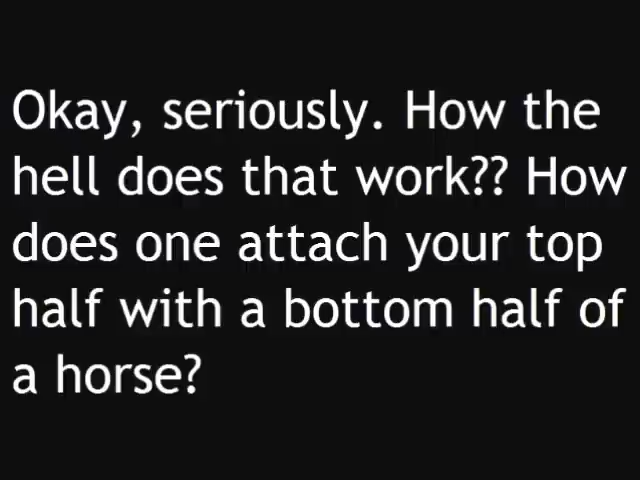 Okay, seriously. How the
hell does that work?? How
does one attach your top
half with a bottom half of
a horse?